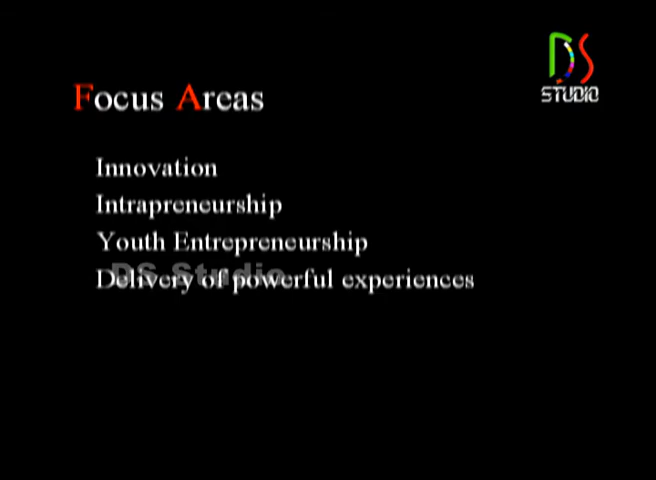 DS
STUDIO
Focus Areas
Innovation
Intrapreneurship
Youth Entrepreneurship
DS Studio
Delivery of powerful experiences